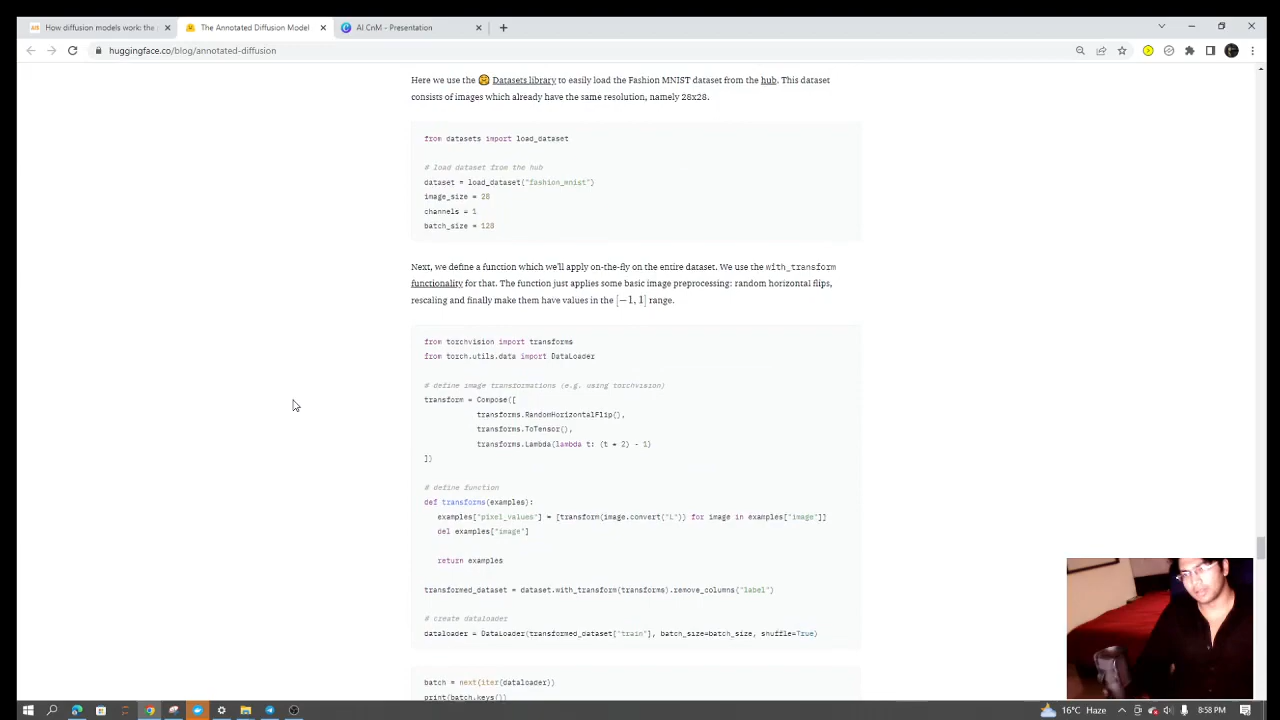 How diffusion models work: the
The Annotated Diffusion Model
AI CnM - Presentation
huggingface.co/blog/annotated-diffusion
Here we use the Datasets library to easily load the Fashion MNIST dataset from the hub. This dataset
consists of images which already have the same resolution, namely 28x28.
from datasets import load_dataset
# load dataset from the hub
dataset = load_dataset("fashion_mnist")
image_size = 28
channels = 1
batch_size = 128
Next, we define a function which we'll apply on-the-fly on the entire dataset. We use the with_transform
functionality for that. The function just applies some basic image preprocessing: random horizontal flips,
rescaling and finally make them have values in the [−1, 1] range.
from torchvision import transforms
from torch.utils.data import DataLoader
# define image transformations (e.g. using torchvision)
transform = Compose([
transforms.RandomHorizontalFlip(),
transforms.ToTensor(),
transforms.Lambda(lambda t: (t * 2) - 1)
])
# define function
def transforms(examples):
examples["pixel_values"] = [transform(image.convert("L")) for image in examples["image"]]
del examples["image"]
return examples
transformed_dataset = dataset.with_transform(transforms).remove_columns("label")
# create dataloader
dataloader = DataLoader(transformed_dataset["train"], batch_size=batch_size, shuffle=True)
batch = next(iter(dataloader))
print(batch.keys())
16°C Haze
8:58 PM